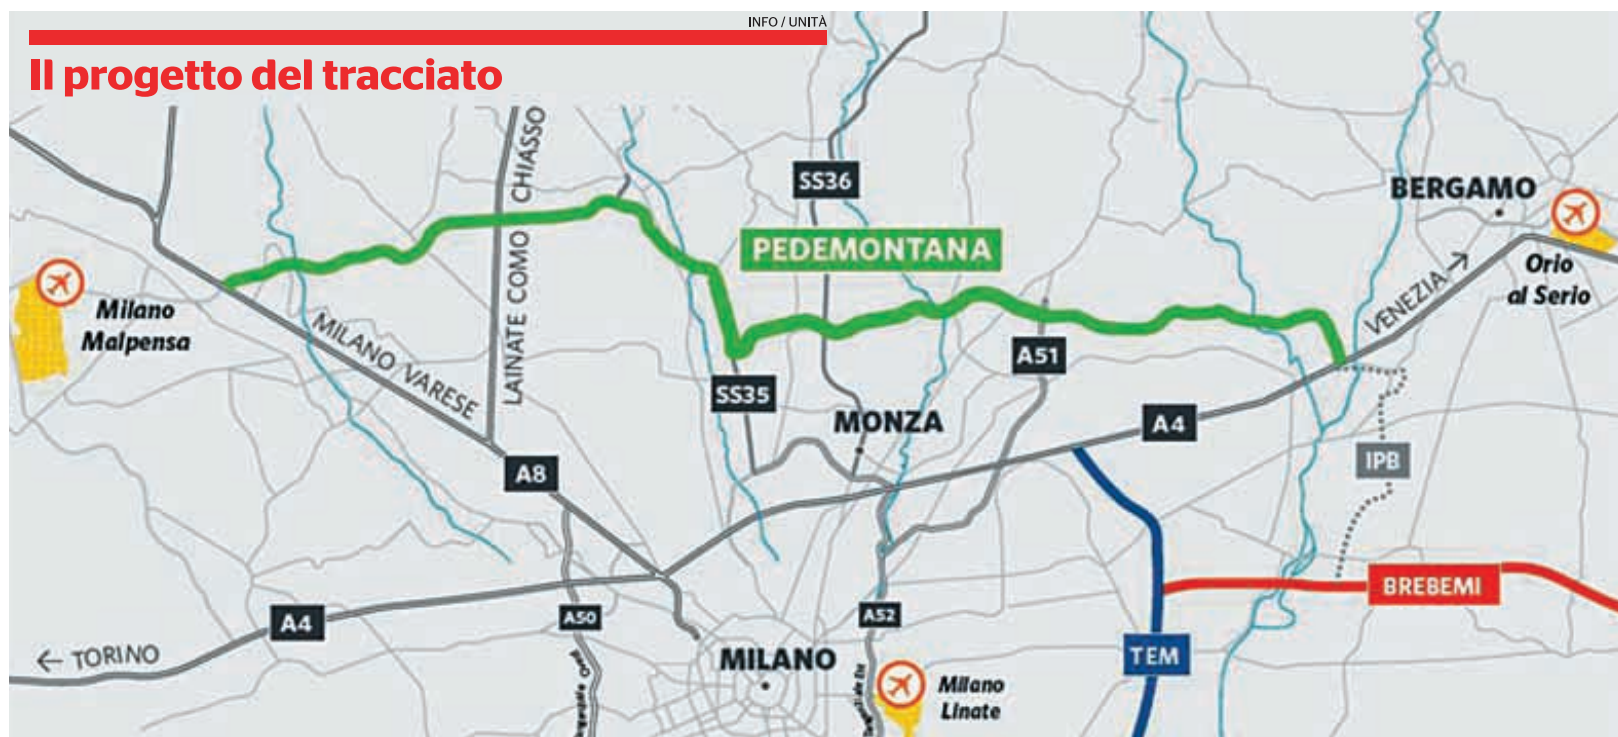 INFO / UNITÀ
Il progetto del tracciato
LAINATE COMO CHIASSO
SS36
BERGAMO
PEDEMONTANA
Orio
al Serio
VENEZIA →
Milano
Malpensa
MILANO VARESE
A51
SS35
MONZA
A4
IPB
A8
BREBEMI
A4
A50
A52
← TORINO
MILANO
TEM
Milano
Linate